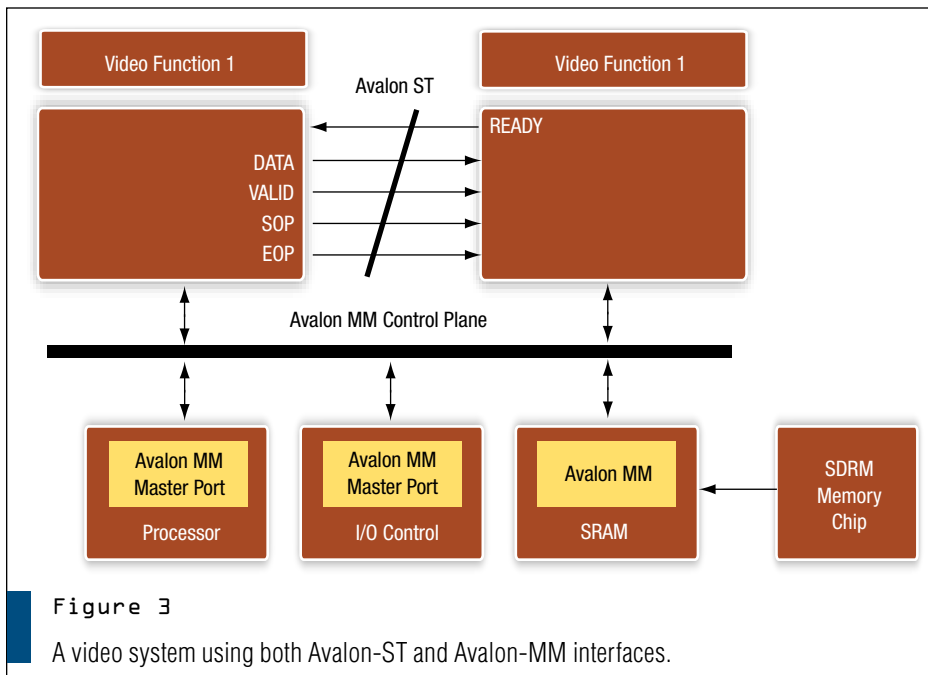 Video Function 1
Video Function 1
Avalon ST
READY
DATA
VALID
SOP
EOP
Avalon MM Control Plane
Avalon MM
Master Port
Processor
Avalon MM
Master Port
I/O Control
Avalon MM
SRAM
SDRM
Memory
Chip
Figure 3
A video system using both Avalon-ST and Avalon-MM interfaces.